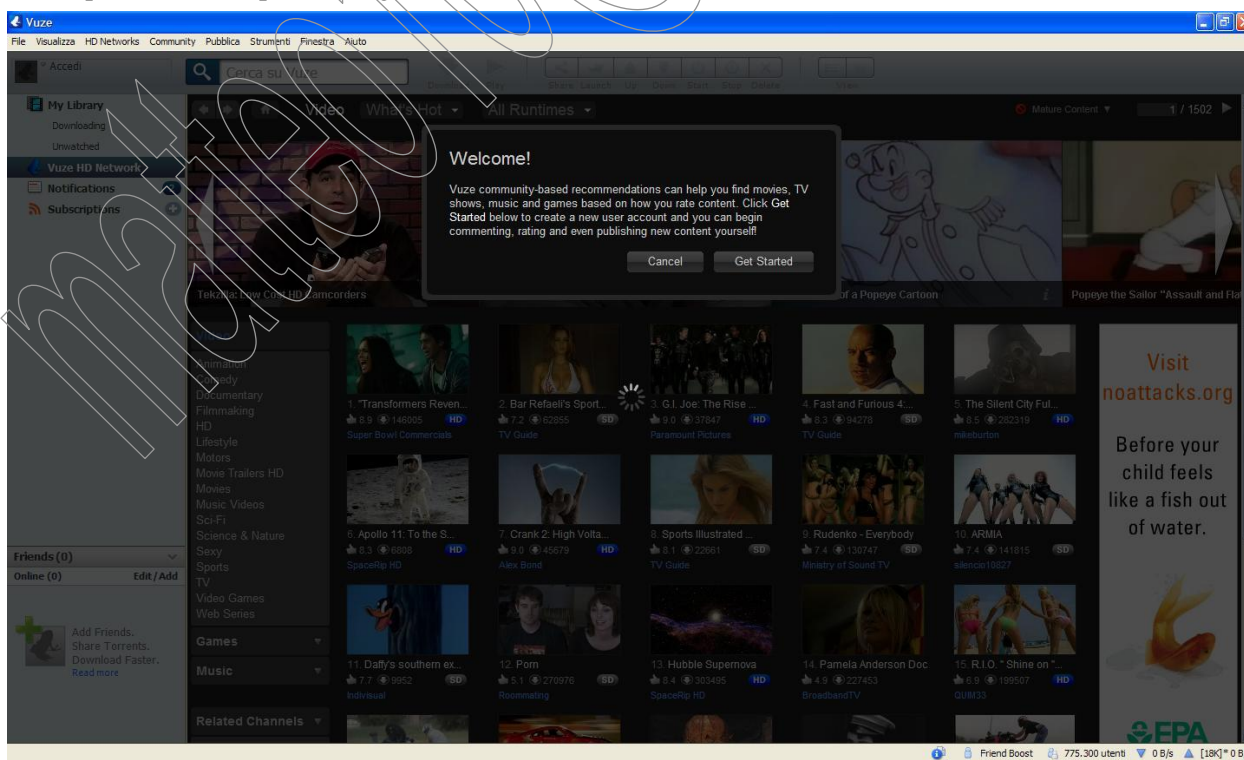 Vuze
File Visualizza HD Networks Community Pubblica Strumenti Finestra Aiuto
Accedi
Cerca su Vuze
Share Launch Up Down Start Stop Delete
View
My Library
Downloading
Unwatched
Vuze HD Network
Notifications
Subscriptions
Video What's Hot All Runtimes
Mature Content 1 / 1502
Welcome!
Vuze community-based recommendations can help you find movies, TV
shows, music and games based on how you rate content. Click Get
Started below to create a new user account and you can begin
commenting, rating and even publishing new content yourself!
Cancel Get Started
Tekzilla: Low Cost HD Camcorders
of a Popeye Cartoon
Popeye the Sailor "Assault and Fla
Animation
Comedy
Documentary
Filmmaking
HD
Lifestyle
Motors
Movie Trailers HD
Movies
Music Videos
Sci-Fi
Science & Nature
Sexy
Sports
TV
Video Games
Web Series
Games
Music
Related Channels
1. "Transformers Reven...
8.9 146005 HD
Super Bowl Commercials
2. Bar Refaeli's Sport...
7.2 82855 SD
TV Guide
3. G.I. Joe: The Rise ...
9.0 37847 HD
Paramount Pictures
4. Fast and Furious 4:...
8.3 94278 SD
TV Guide
5. The Silent City Ful...
8.5 282319 HD
mikeburton
6. Apollo 11: To the S...
8.3 6808 HD
SpaceRip HD
7. Crank 2: High Volta...
9.0 45679 HD
Alex Bond
8. Sports Illustrated ...
8.1 22661 SD
TV Guide
9. Rudenko - Everybody
7.4 130747 SD
Ministry of Sound TV
10. ARMIA
7.4 141815 SD
silencio10827
11. Daffy's southern ex...
7.7 9952 SD
Indivisual
12. Porn
5.1 270976 SD
Roommating
13. Hubble Supernova
8.4 303495 HD
SpaceRip HD
14. Pamela Anderson Doc
4.9 227453
BroadbandTV
15. R.I.O. "Shine on "...
6.9 199507 HD
GUIM33
Visit
noattacks.org
Before your
child feels
like a fish out
of water.
EPA
Friends (0)
Online (0) Edit/Add
Add Friends.
Share Torrents.
Download Faster.
Read more
Friend Boost 775.300 utenti 0 B/s [18K]* 0 B